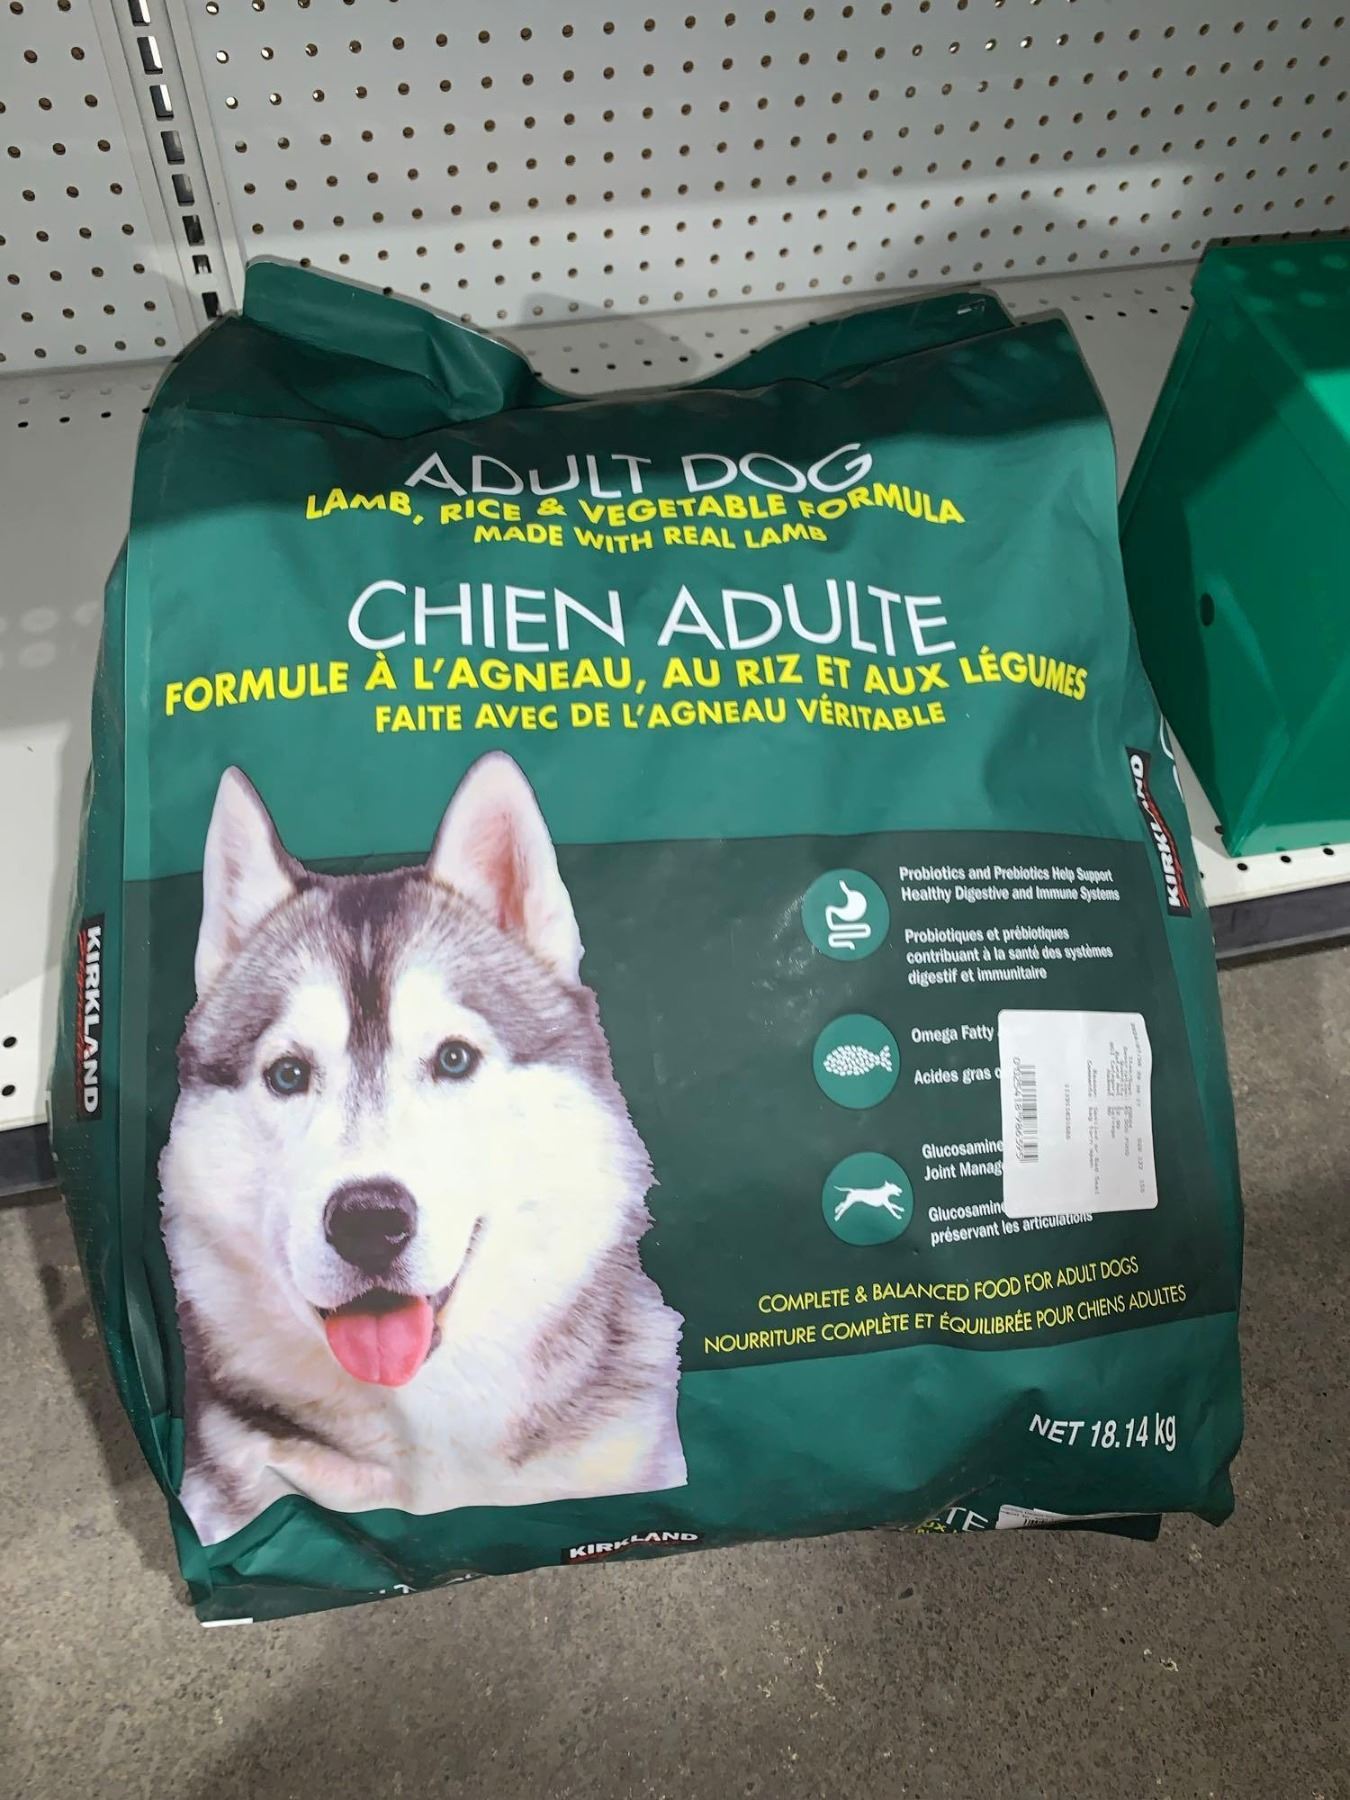 ADULT DOG
LAMB, RICE & VEGETABLE FORMULA
MADE WITH REAL LAMB
CHIEN ADULTE
FORMULE À L'AGNEAU, AU RIZ ET AUX LÉGUMES
FAITE AVEC DE L'AGNEAU VÉRITABLE
KIRKLAND
Probiotics and Prebiotics Help Support
Healthy Digestive and Immune Systems
Probiotiques et prébiotiques
contribuant à la santé des systèmes
digestif et immunitaire
KIRKLAND
Omega Fatty
Acides gras
Glucosamine
Joint Manag
Glucosamine
préservant les articulations
COMPLETE & BALANCED FOOD FOR ADULT DOGS
NOURRITURE COMPLÈTE ET ÉQUILIBRÉE POUR CHIENS ADULTES
NET 18.14 kg
KIRKLAND
TE